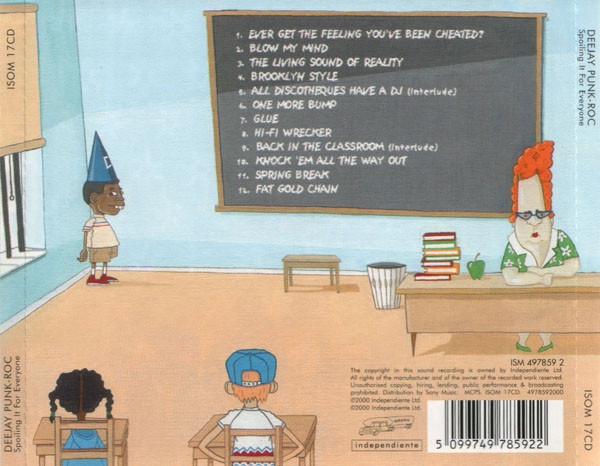 ISOM 17CD
DEEJAY PUNK-ROC
Spoiling It For Everyone
1. EVER GET THE FEELING YOU'VE BEEN CHEATED?
2. BLOW MY MIND
3. THE LIVING SOUND OF REALITY
4. BROOKLYN STYLE
5. ALL DISCOTHEQUES HAVE A DJ (Interlude)
6. ONE MORE BUMP
7. GLUE
8. HI-FI WRECKER
9. BACK IN THE CLASSROOM (Interlude)
10. KNOCK 'EM ALL THE WAY OUT
11. SPRING BREAK
12. FAT GOLD CHAIN
D
ISM 497859 2
The copyright in this sound recording is owned by Independiente Ltd.
All rights of the manufacturer and of the owner of the recorded work reserved.
Unauthorised copying, hiring, lending, public performance & broadcasting
prohibited. Distribution by Sony Music. MCPS. ISOM 17CD. 4978592000
℗2000 Independiente Ltd.
©2000 Independiente Ltd.
independiente
5 099749 785922
DEEJAY PUNK-ROC
Spoiling It For Everyone
ISOM 17CD